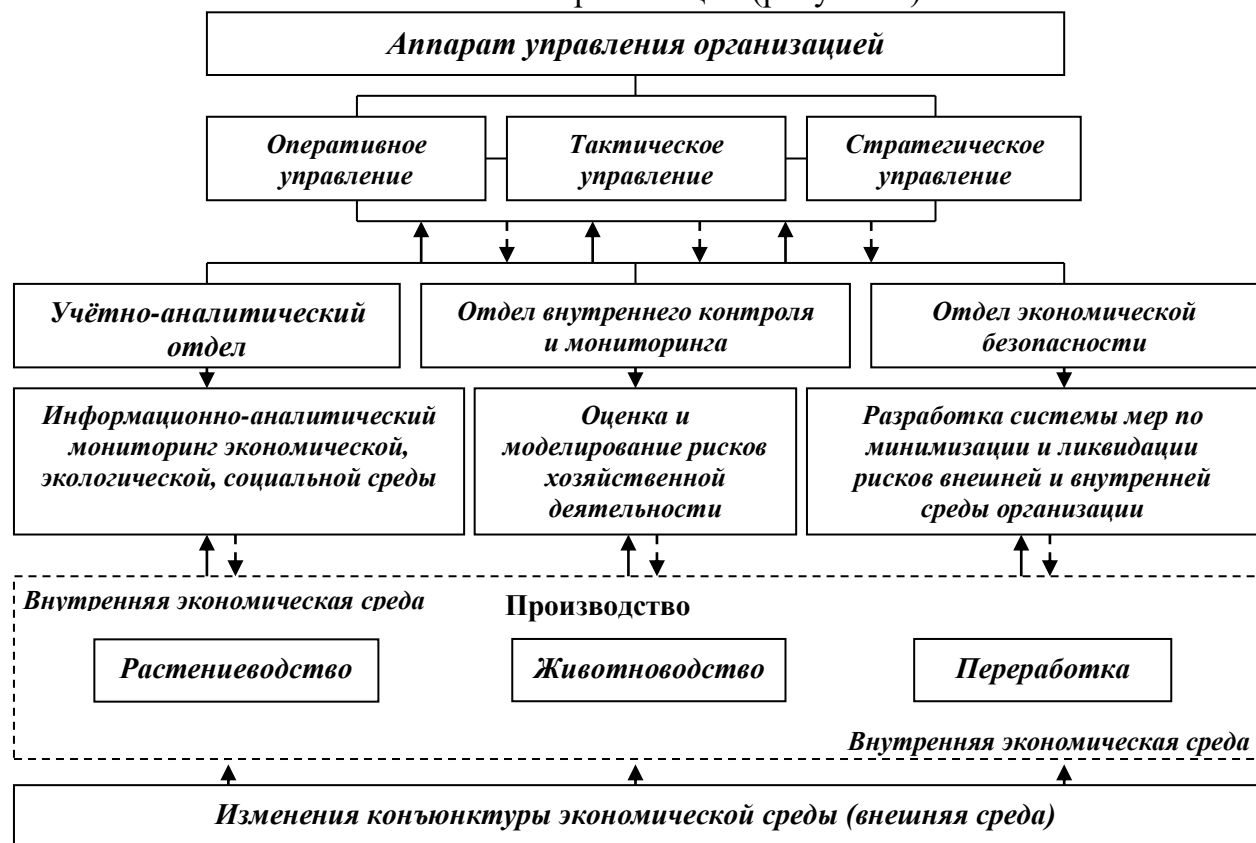 Аппарат управления организацией
Оперативное
управление
Тактическое
управление
Стратегическое
управление
Учётно-аналитический
отдел
Отдел внутреннего контроля
и мониторинга
Отдел экономической
безопасности
Информационно-аналитический
мониторинг экономической,
экологической, социальной среды
Оценка и
моделирование рисков
хозяйственной
деятельности
Разработка системы мер по
минимизации и ликвидации
рисков внешней и внутренней
среды организации
Внутренняя экономическая среда
Производство
Растениеводство
Животноводство
Переработка
Внутренняя экономическая среда
Изменения конъюнктуры экономической среды (внешняя среда)